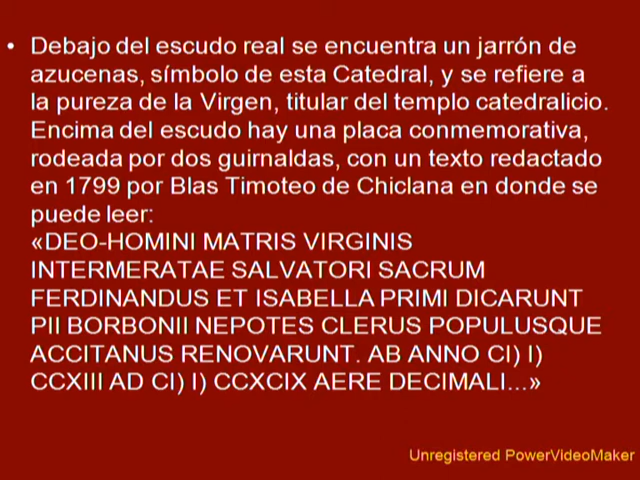 • Debajo del escudo real se encuentra un jarrón de
azucenas, símbolo de esta Catedral, y se refiere a
la pureza de la Virgen, titular del templo catedralicio.
Encima del escudo hay una placa conmemorativa,
rodeada por dos guirnaldas, con un texto redactado
en 1799 por Blas Timoteo de Chiclana en donde se
puede leer:
«DEO-HOMINI MATRIS VIRGINIS
INTERMERATAE SALVATORI SACRUM
FERDINANDUS ET ISABELLA PRIMI DICARUNT
PII BORBONII NEPOTES CLERUS POPULUSQUE
ACCITANUS RENOVARUNT. AB ANNO CI) I)
CCXIII AD CI) I) CCXCIX AERE DECIMALI...»
Unregistered PowerVideoMaker